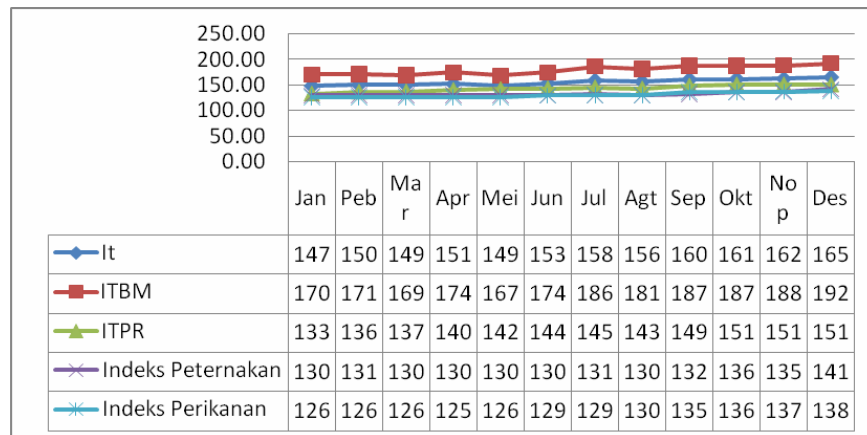 250.00
200.00
150.00
100.00
50.00
0.00
Jan Peb Ma Apr Mei Jun Jul Agt Sep Okt No Des
r p
It 147 150 149 151 149 153 158 156 160 161 162 165
ITBM 170 171 169 174 167 174 186 181 187 187 188 192
ITPR 133 136 137 140 142 144 145 143 149 151 151 151
Indeks Peternakan 130 131 130 130 130 130 131 130 132 136 135 141
Indeks Perikanan 126 126 126 125 126 129 129 130 135 136 137 138